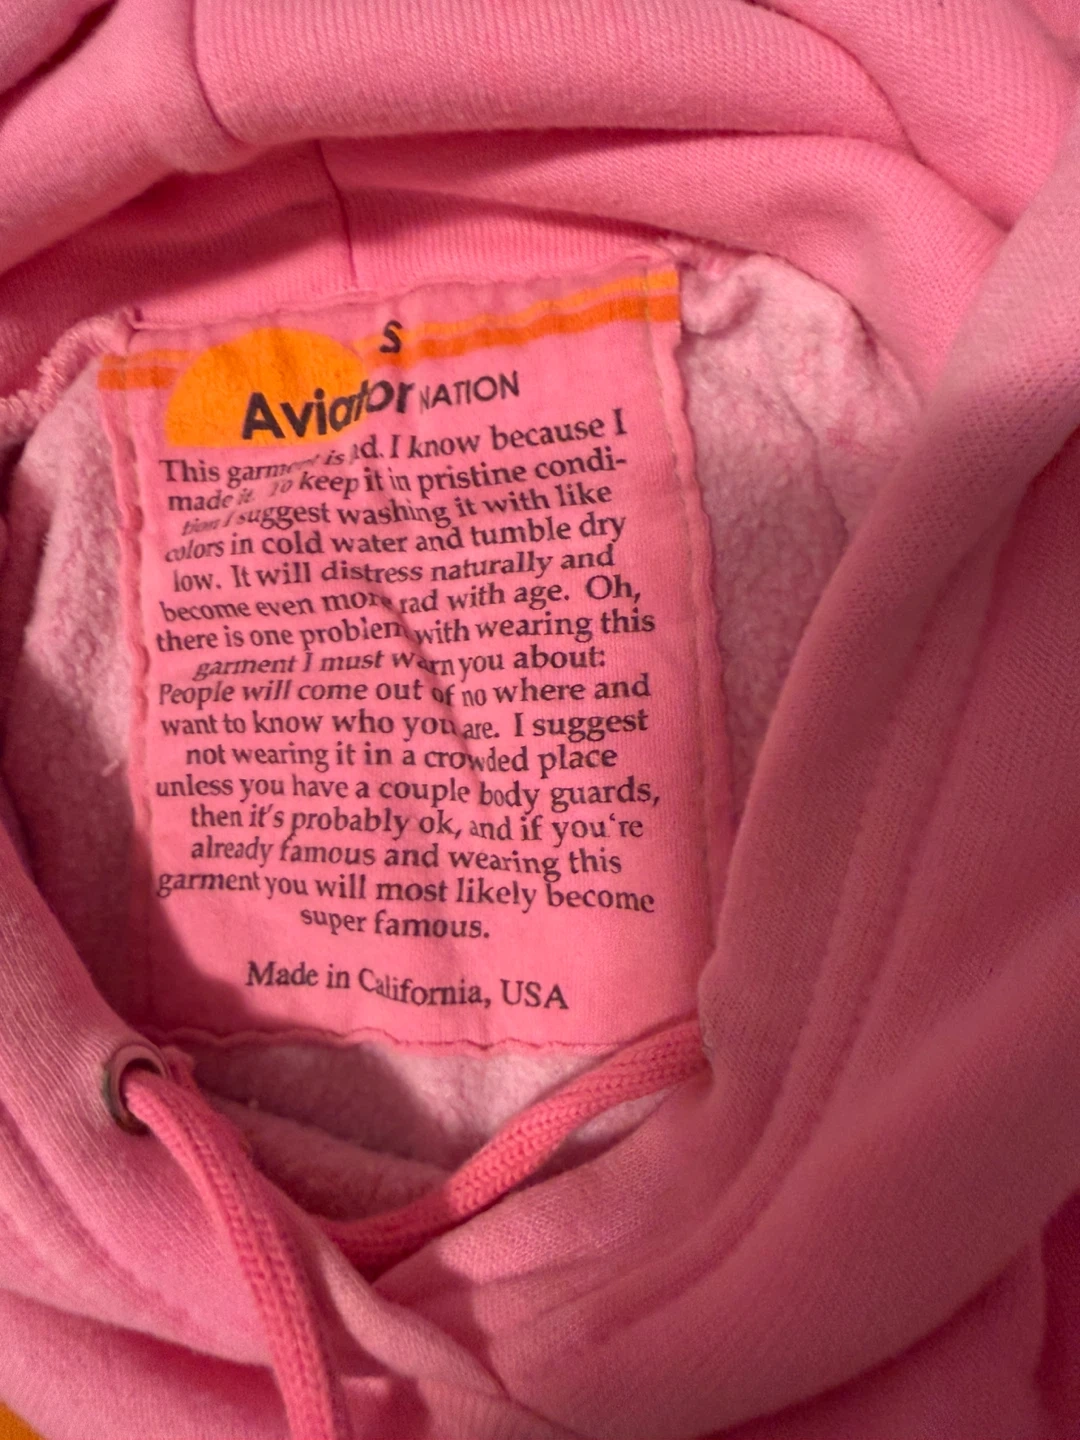 S
Aviator NATION
This garment is rad. I know because I
made it. To keep it in pristine condi-
tion I suggest washing it with like
colors in cold water and tumble dry
low. It will distress naturally and
become even more rad with age. Oh,
there is one problem with wearing this
garment I must warn you about:
People will come out of no where and
want to know who you are. I suggest
not wearing it in a crowded place
unless you have a couple body guards,
then it's probably ok, and if you're
already famous and wearing this
garment you will most likely become
super famous.
Made in California, USA